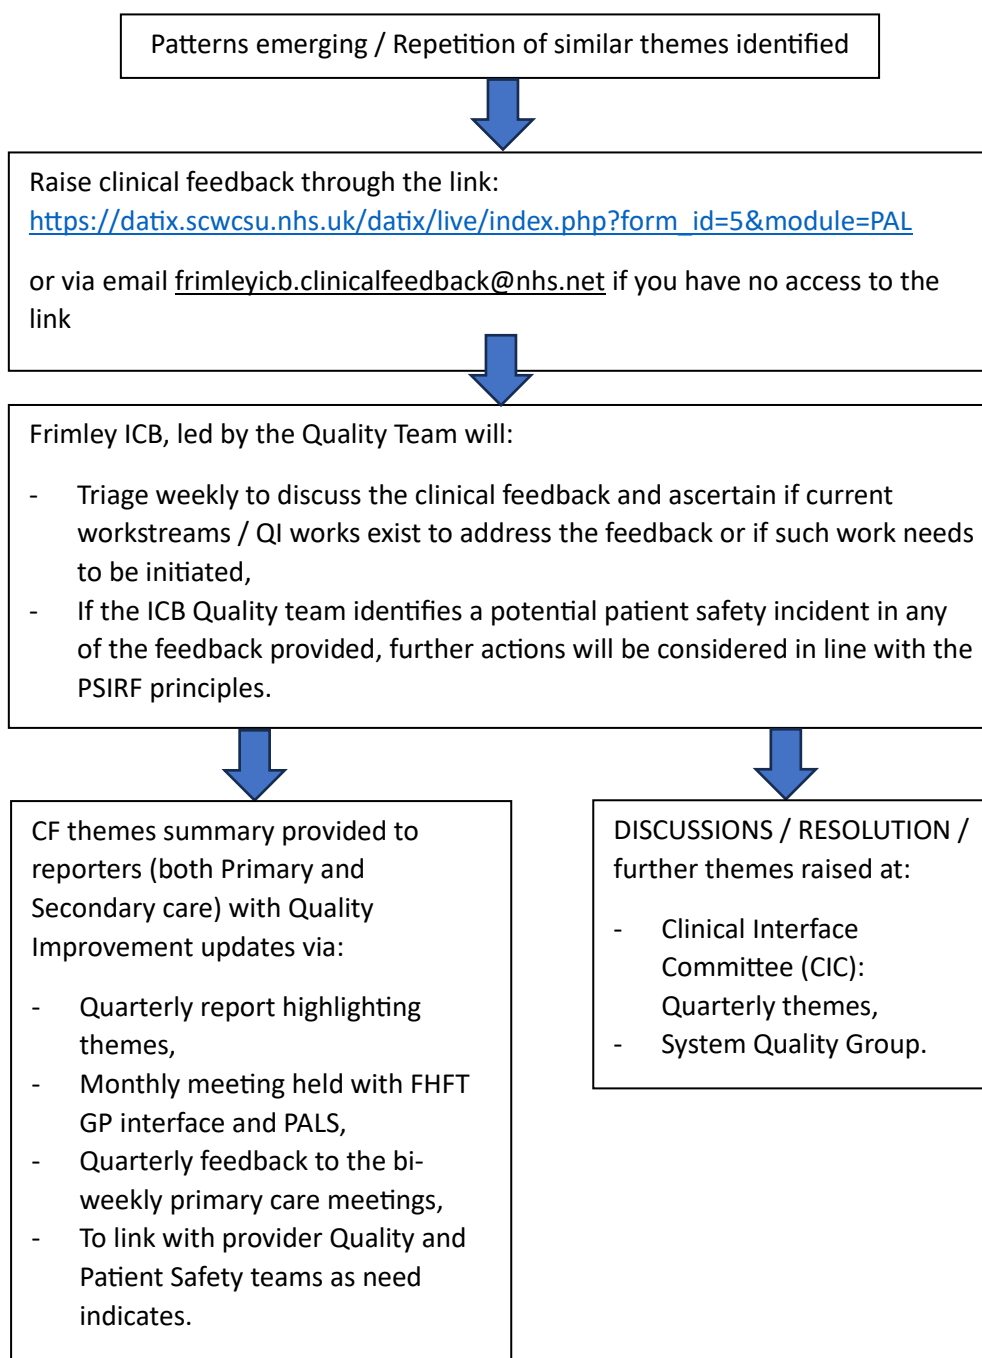 Patterns emerging / Repetition of similar themes identified
Raise clinical feedback through the link:
https://datix.scwcsu.nhs.uk/datix/live/index.php?form_id=5&module=PAL
or via email frimleyicb.clinicalfeedback@nhs.net if you have no access to the
link
Frimley ICB, led by the Quality Team will:
- Triage weekly to discuss the clinical feedback and ascertain if current
workstreams / QI works exist to address the feedback or if such work needs
to be initiated,
- If the ICB Quality team identifies a potential patient safety incident in any
of the feedback provided, further actions will be considered in line with the
PSIRF principles.
CF themes summary provided to
reporters (both Primary and
Secondary care) with Quality
Improvement updates via:
- Quarterly report highlighting
themes,
- Monthly meeting held with FHFT
GP interface and PALS,
- Quarterly feedback to the bi-
weekly primary care meetings,
- To link with provider Quality and
Patient Safety teams as need
indicates.
DISCUSSIONS / RESOLUTION /
further themes raised at:
- Clinical Interface
Committee (CIC):
Quarterly themes,
- System Quality Group.